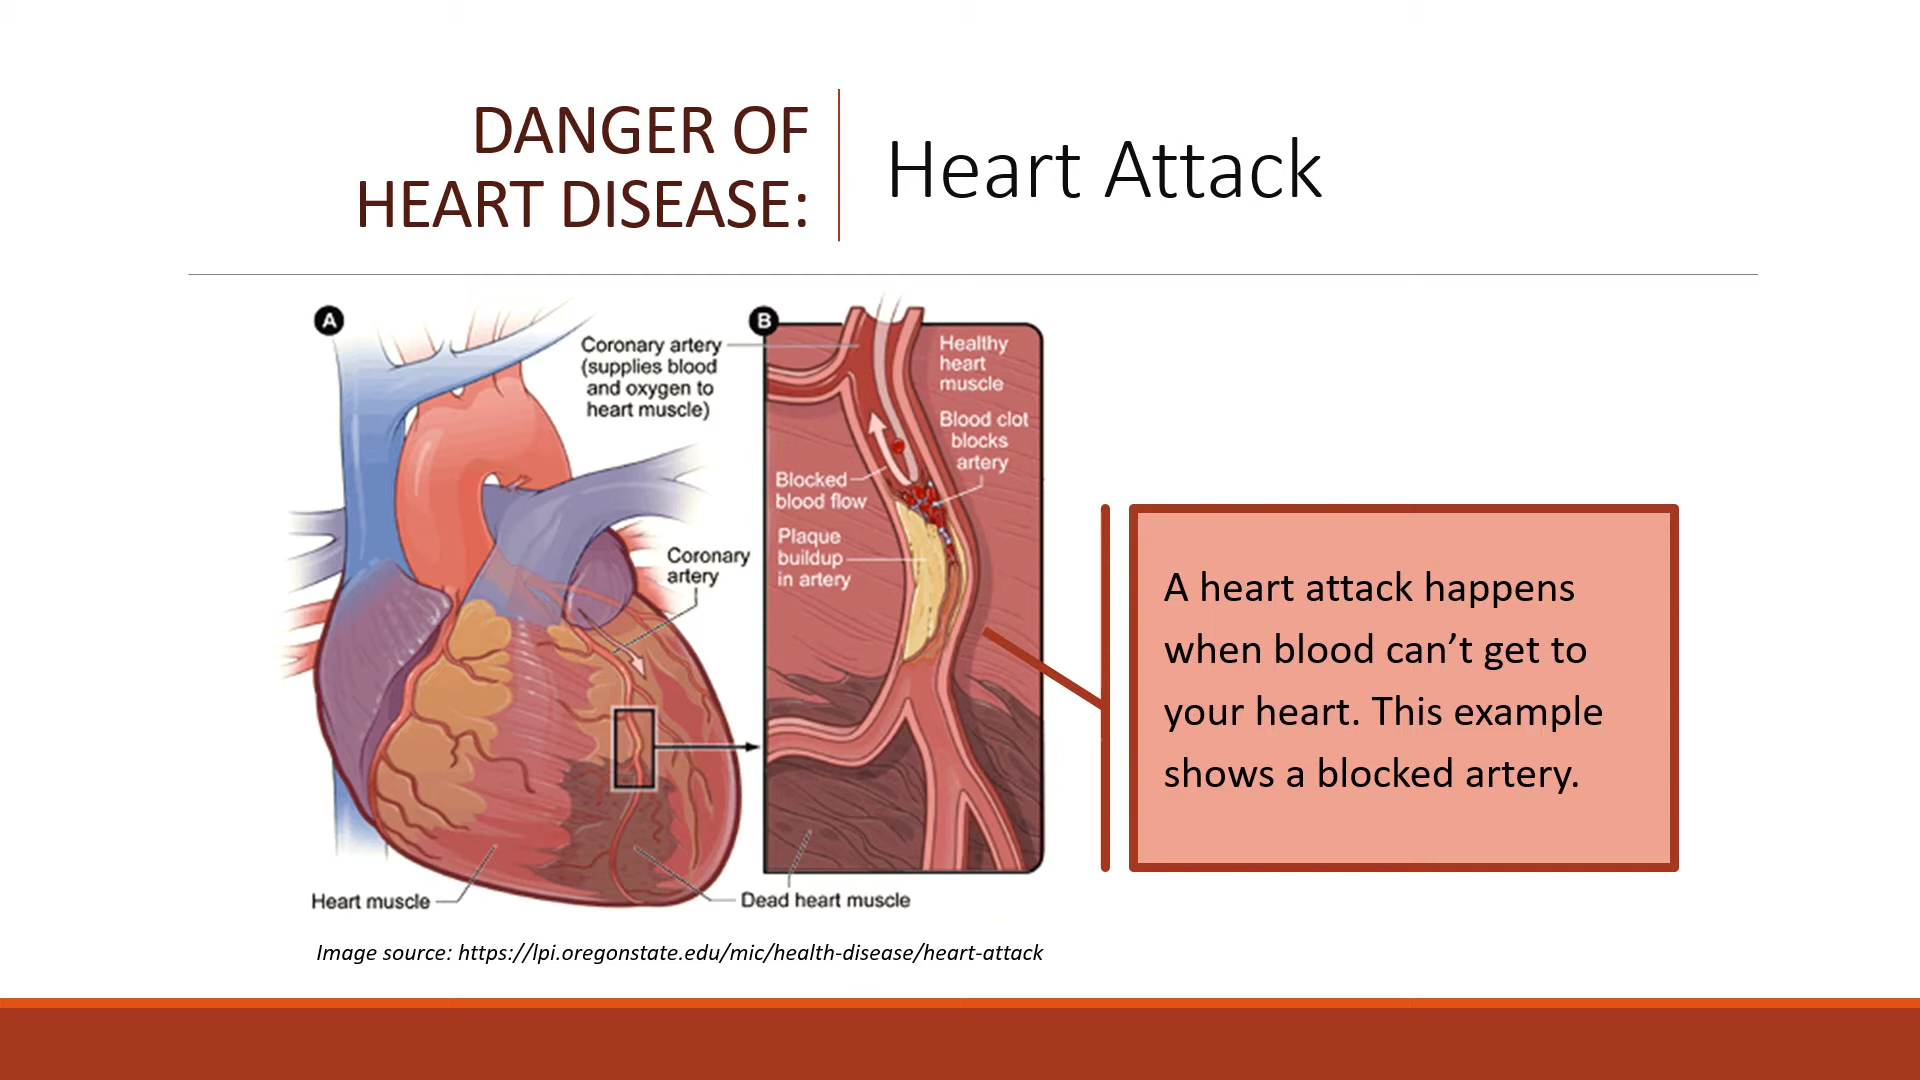 DANGER OF
HEART DISEASE:
Heart Attack
A
Coronary artery
(supplies blood
and oxygen to
heart muscle)
Coronary
artery
Heart muscle
Dead heart muscle
B
Healthy
heart
muscle
Blood clot
blocks
artery
Blocked
blood flow
Plaque
buildup
in artery
A heart attack happens
when blood can’t get to
your heart. This example
shows a blocked artery.
Image source: https://lpi.oregonstate.edu/mic/health-disease/heart-attack